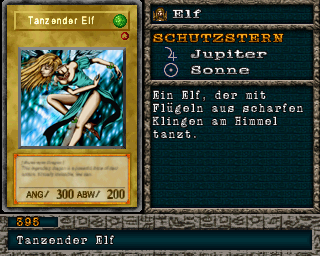 Tanzender Elf
ANG/ 300 ABW/ 200
Elf
SCHUTZSTERN
Jupiter
Sonne
Ein Elf, der mit
Flügeln aus scharfen
Klingen am Himmel
tanzt.
395
Tanzender Elf